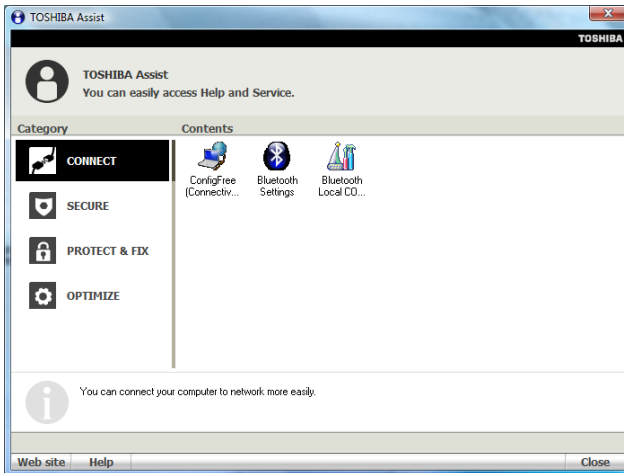 TOSHIBA Assist
TOSHIBA
TOSHIBA Assist
You can easily access Help and Service.
Category
Contents
CONNECT
SECURE
PROTECT & FIX
OPTIMIZE
ConfigFree
(Connectiv...
Bluetooth
Settings
Bluetooth
Local CO...
You can connect your computer to network more easily.
Web site Help Close